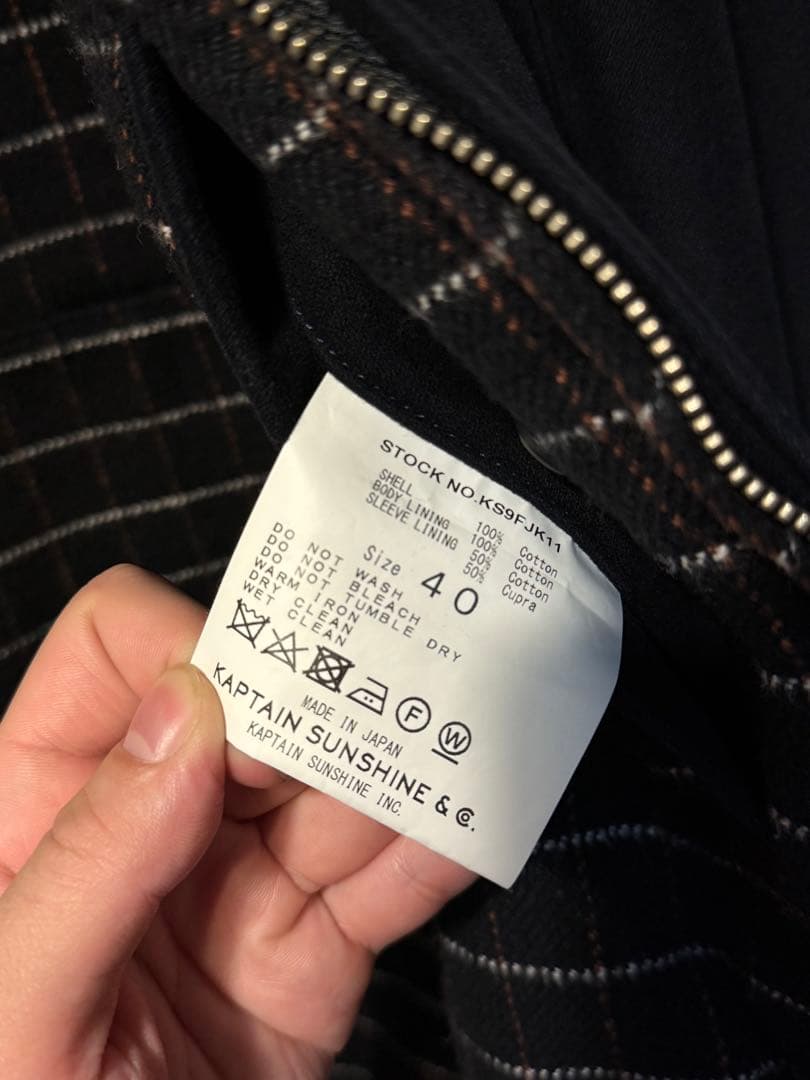 STOCK NO.KS9FJK11
SHELL 100% Cotton
BODY LINING 100% Cotton
SLEEVE LINING 50% Cotton
50% Cupra
Size 40
DO NOT WASH
DO NOT BLEACH
DO NOT TUMBLE DRY
WARM IRON
DRY CLEAN
WET CLEAN
F
W
MADE IN JAPAN
KAPTAIN SUNSHINE & Co.
KAPTAIN SUNSHINE INC.